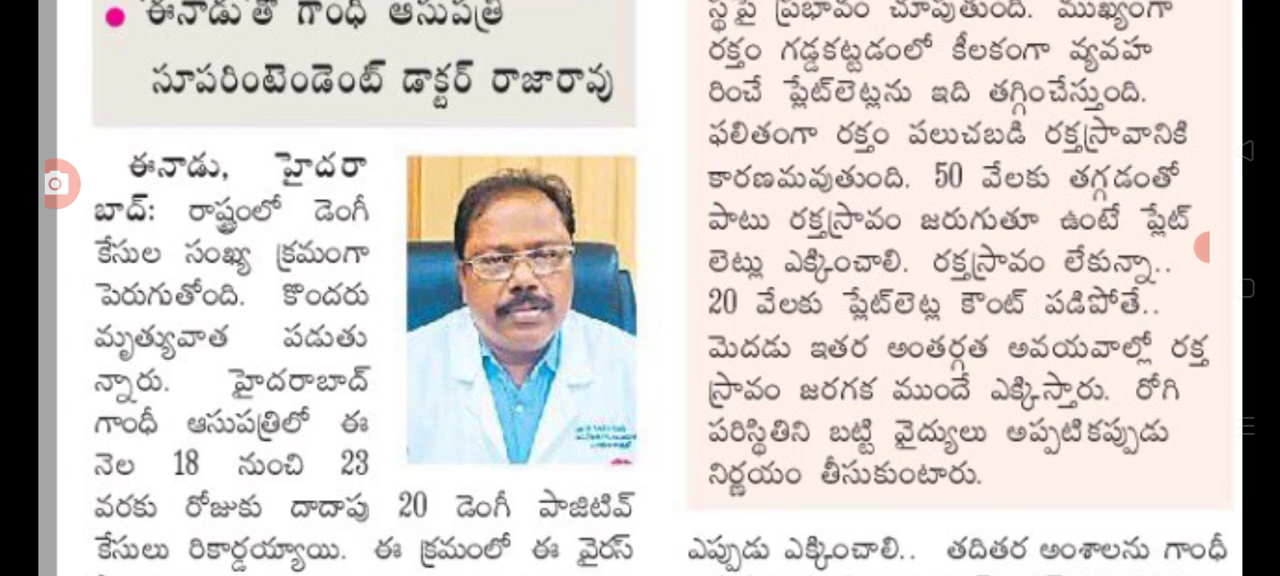 'ఈనాడు'తో గాంధీ ఆసుపత్రి
సూపరింటెండెంట్ డాక్టర్ రాజారావు
ఈనాడు, హైదరా
బాద్: రాష్ట్రంలో డెంగీ
కేసుల సంఖ్య క్రమంగా
పెరుగుతోంది. కొందరు
మృత్యువాత పడుతు
న్నారు. హైదరాబాద్
గాంధీ ఆసుపత్రిలో ఈ
నెల 18 నుంచి 23
వరకు రోజుకు దాదాపు 20 డెంగీ పాజిటివ్
కేసులు రికార్డయ్యాయి. ఈ క్రమంలో ఈ వైరస్
స్థపై ప్రభావం చూపుతుంది. ముఖ్యంగా
రక్తం గడ్డకట్టడంలో కీలకంగా వ్యవహ
రించే ప్లేట్‌లెట్లను ఇది తగ్గించేస్తుంది.
ఫలితంగా రక్తం పలుచబడి రక్తస్రావానికి
కారణమవుతుంది. 50 వేలకు తగ్గడంతో
పాటు రక్తస్రావం జరుగుతూ ఉంటే ప్లేట్
లెట్లు ఎక్కించాలి. రక్తస్రావం లేకున్నా..
20 వేలకు ప్లేట్‌లెట్ల కౌంట్ పడిపోతే..
మెదడు ఇతర అంతర్గత అవయవాల్లో రక్త
స్రావం జరగక ముందే ఎక్కిస్తారు. రోగి
పరిస్థితిని బట్టి వైద్యులు అప్పటికప్పుడు
నిర్ణయం తీసుకుంటారు.
ఎప్పుడు ఎక్కించాలి.. తదితర అంశాలను గాంధీ